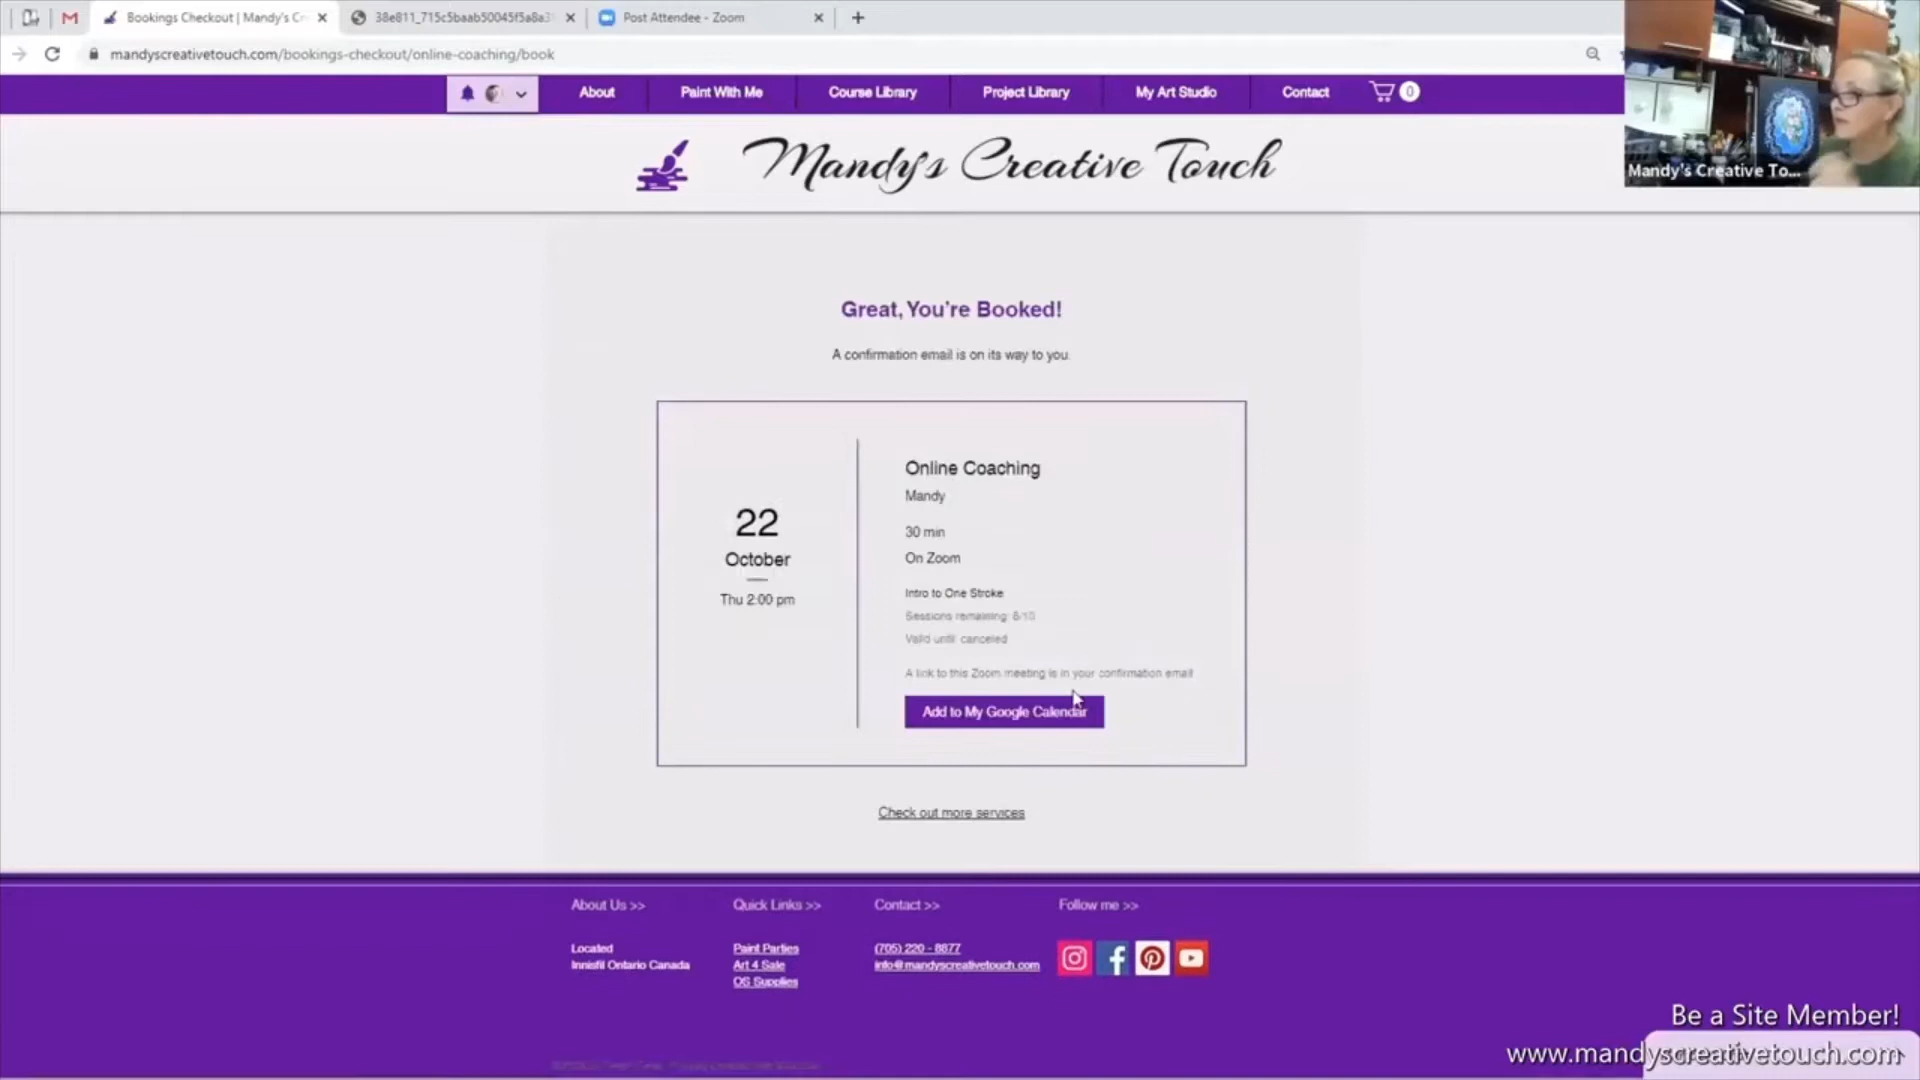 Bookings Checkout | Mandy's Cr
38e811_715c5baab50045f5a8a3
Post Attendee - Zoom
mandyscreativetouch.com/bookings-checkout/online-coaching/book
About
Paint With Me
Course Library
Project Library
My Art Studio
Contact
0
Mandy's Creative Touch
Mandy's Creative To...
Great, You're Booked!
A confirmation email is on its way to you.
22
October
Thu 2:00 pm
Online Coaching
Mandy
30 min
On Zoom
Intro to One Stroke
Sessions remaining:
Valid until canceled
A link to this Zoom meeting is in your confirmation email
Add to My Google Calendar
Check out more services
About Us >>
Located
Innisfil Ontario Canada
Quick Links >>
Paint Parties
Art 4 Sale
OS Supplies
Contact >>
(705) 220 - 8877
info@mandyscreativetouch.com
Follow me >>
Be a Site Member!
www.mandyscreativetouch.com